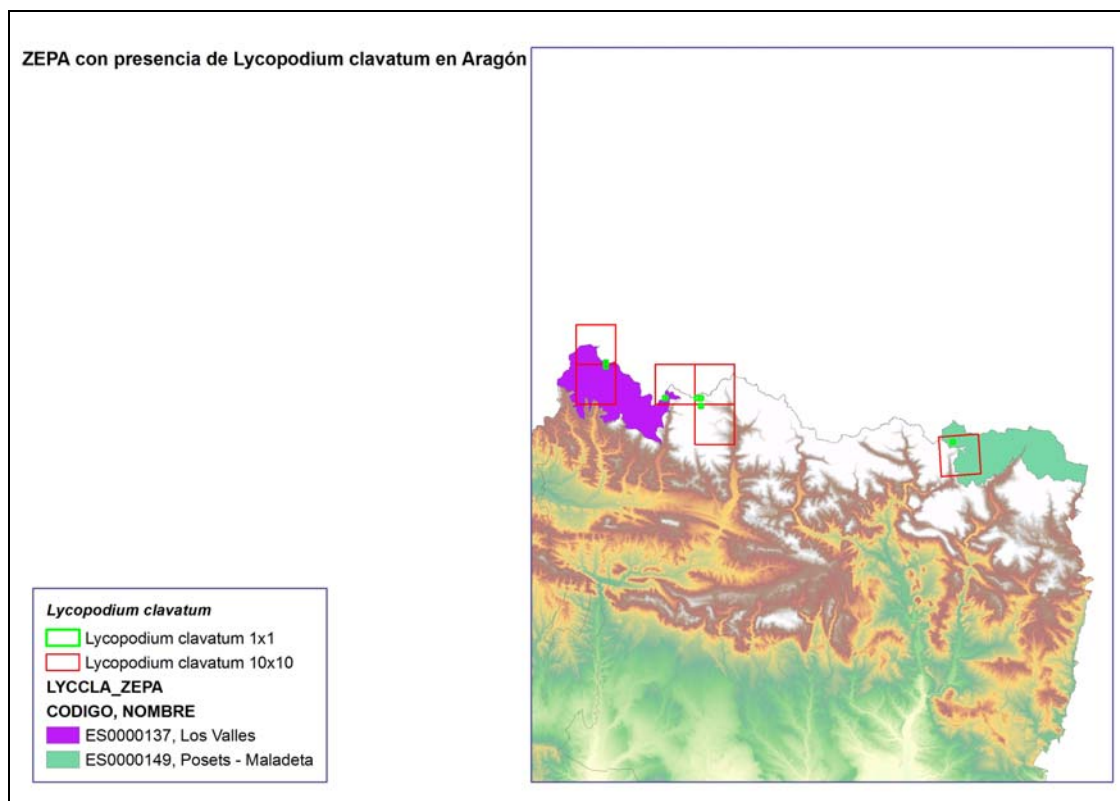 ZEPA con presencia de Lycopodium clavatum en Aragón
Lycopodium clavatum
Lycopodium clavatum 1x1
Lycopodium clavatum 10x10
LYCCLA_ZEPA
CODIGO, NOMBRE
ES0000137, Los Valles
ES0000149, Posets - Maladeta